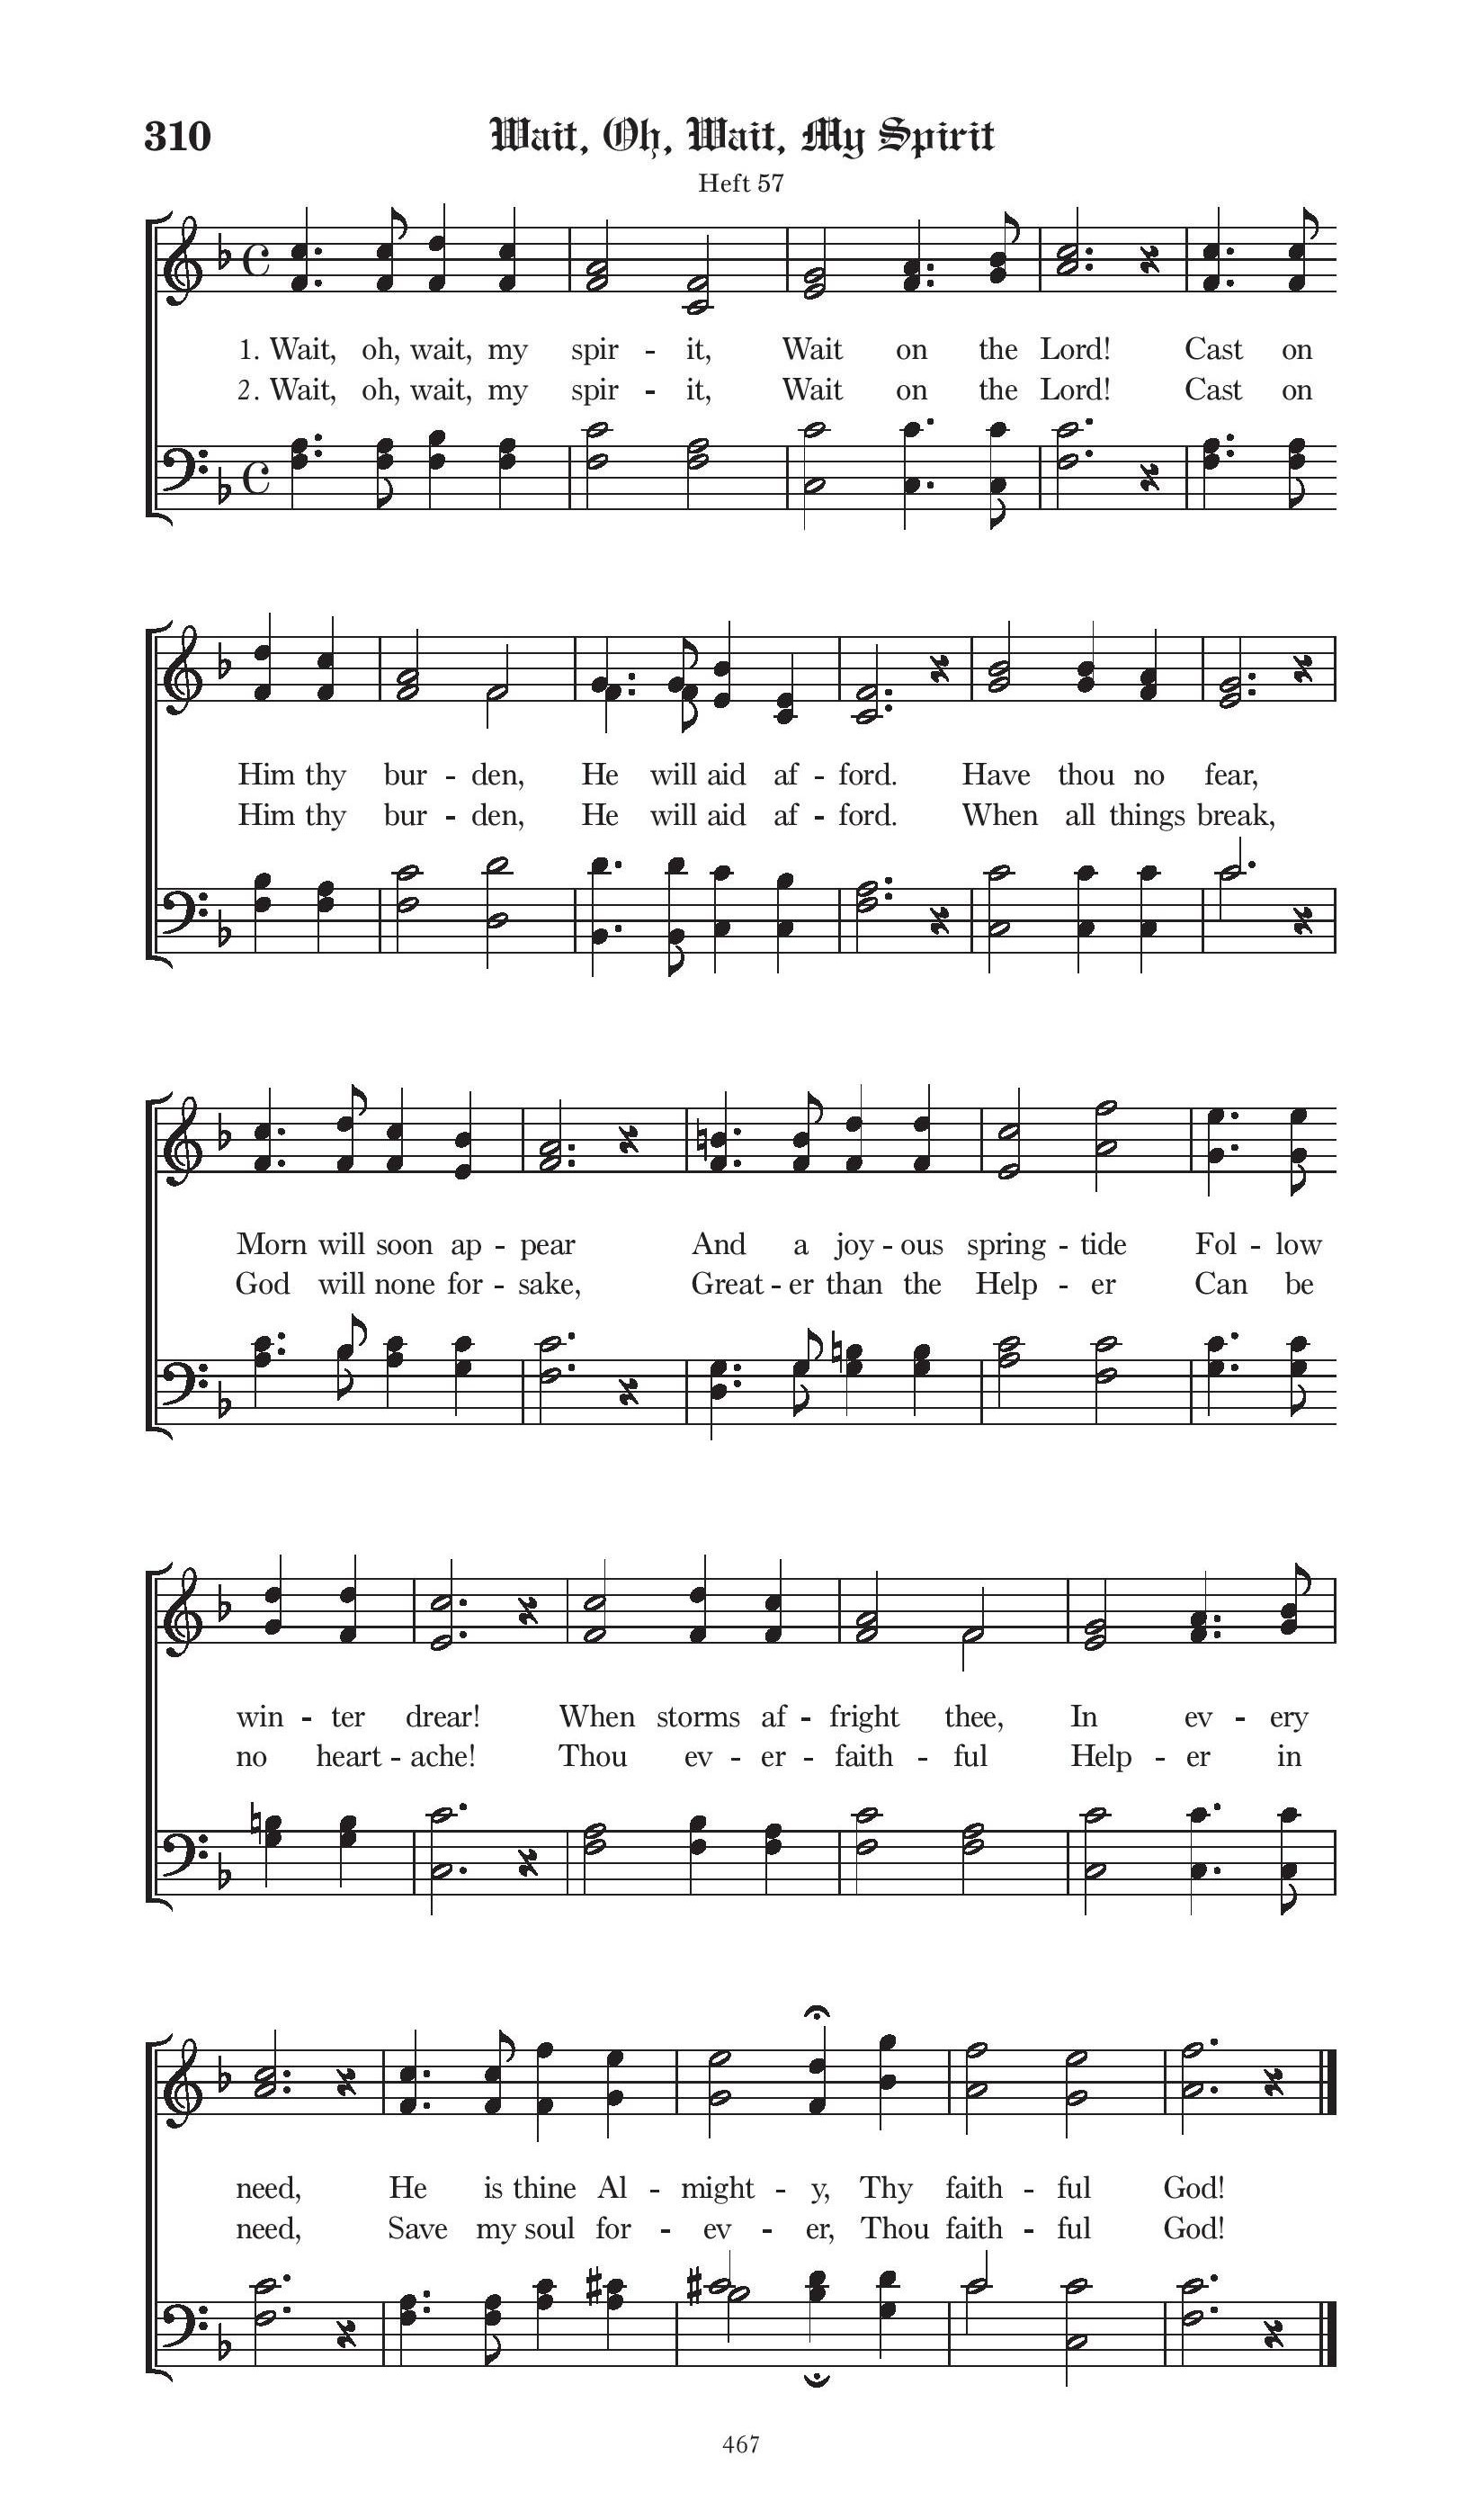 310
Wait, Oh, Wait, My Spirit
Heft 57
1. Wait, oh, wait, my spir - it, Wait on the Lord! Cast on
2. Wait, oh, wait, my spir - it, Wait on the Lord! Cast on
Him thy bur - den, He will aid af - ford. Have thou no fear,
Him thy bur - den, He will aid af - ford. When all things break,
Morn will soon ap - pear And a joy - ous spring - tide Fol - low
God will none for - sake, Great - er than the Help - er Can be
win - ter drear! When storms af - fright thee, In ev - ery
no heart - ache! Thou ev - er - faith - ful Help - er in
need, He is thine Al - might - y, Thy faith - ful God!
need, Save my soul for - ev - er, Thou faith - ful God!
467